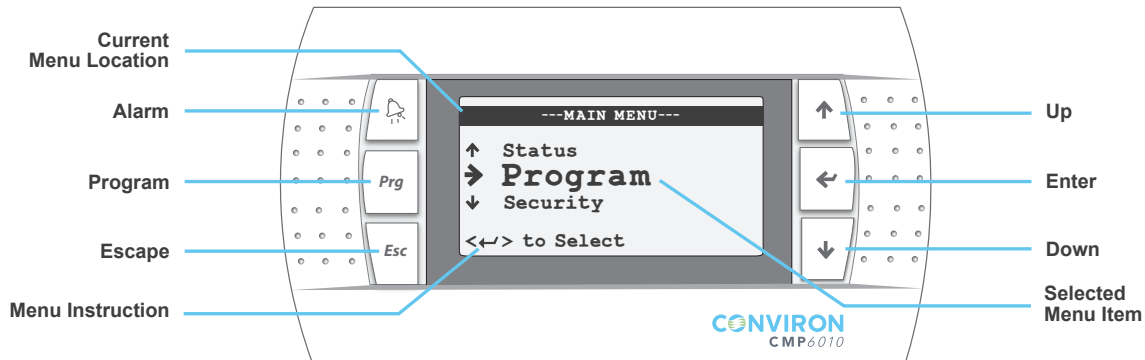 Current
Menu Location
Alarm
Program
Escape
Menu Instruction
Prg
Esc
---MAIN MENU---
↑ Status
→ Program
↓ Security
<↵> to Select
CONVIRON
CMP6010
Up
Enter
Down
Selected
Menu Item